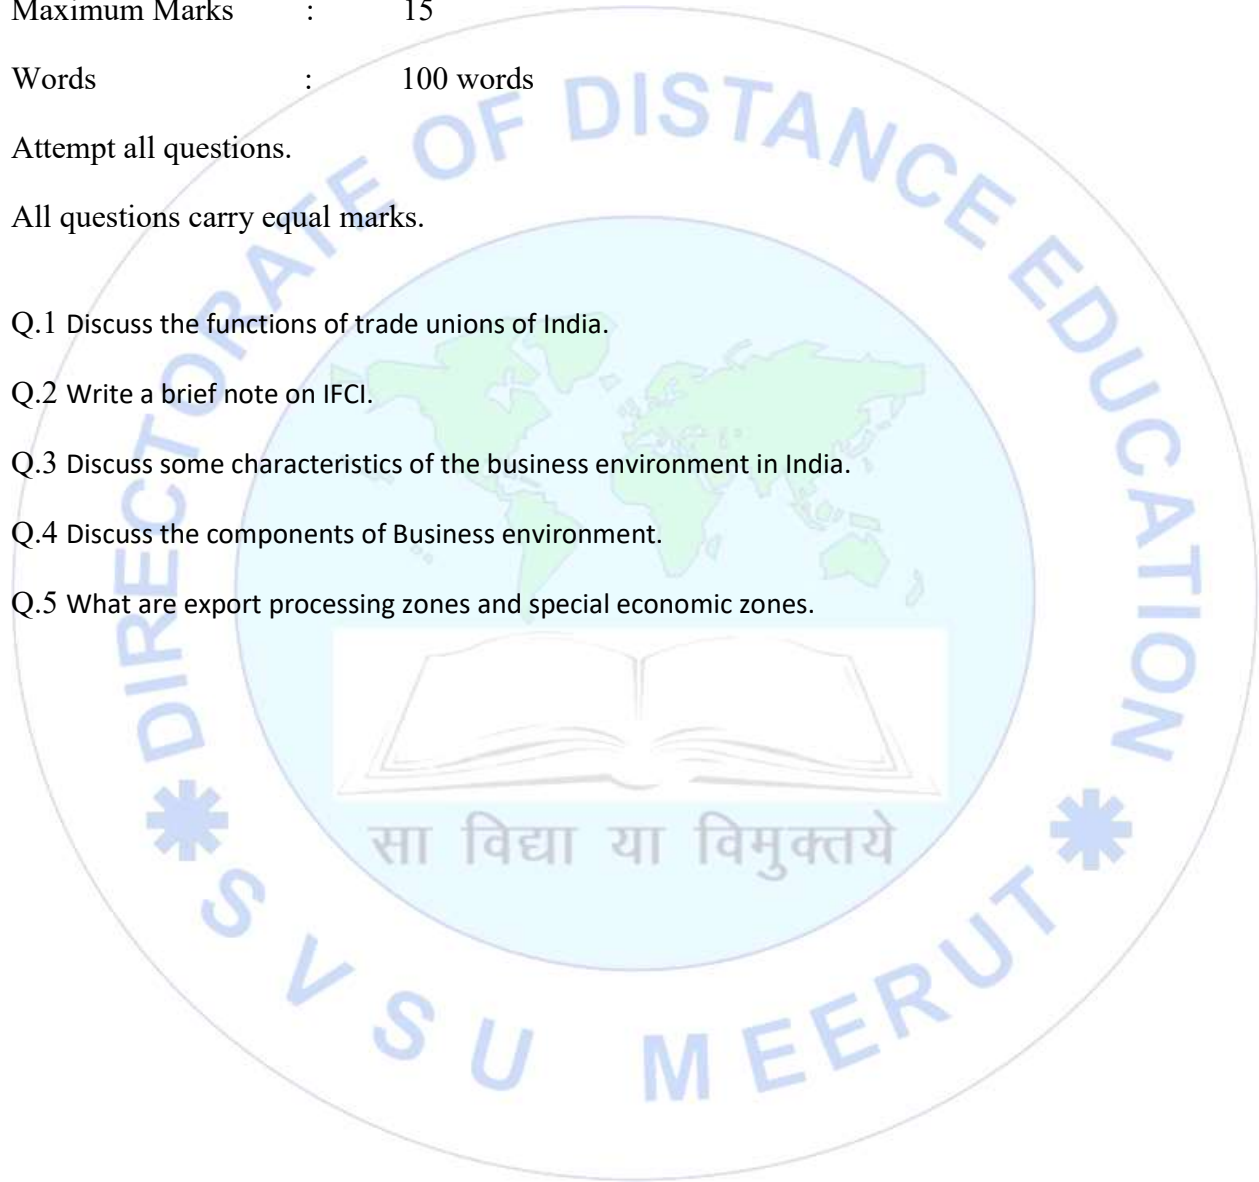 Maximum Marks : 15
Words : 100 words
Attempt all questions.
All questions carry equal marks.
Q.1 Discuss the functions of trade unions of India.
Q.2 Write a brief note on IFCI.
Q.3 Discuss some characteristics of the business environment in India.
Q.4 Discuss the components of Business environment.
Q.5 What are export processing zones and special economic zones.
DIRECTORATE OF DISTANCE EDUCATION
सा विद्या या विमुक्तये
SVSU MEERUT